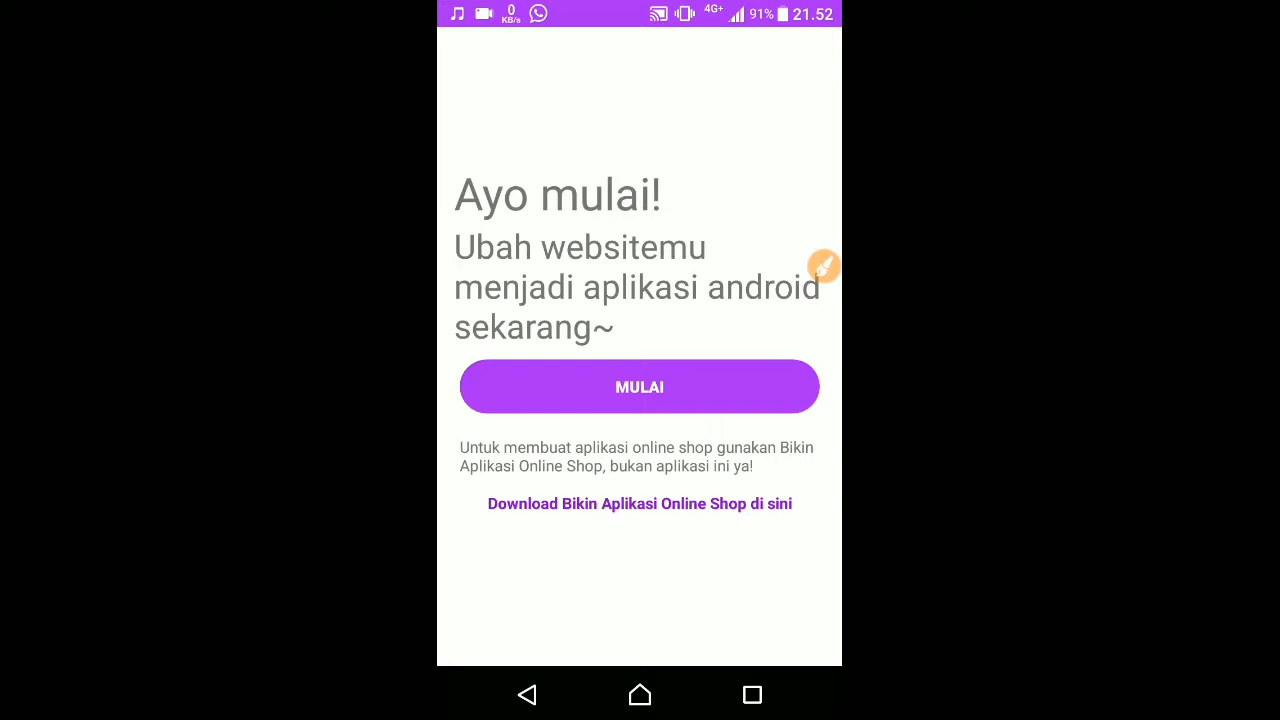 0
KB/s
4G+
91%
21.52
Ayo mulai!
Ubah websitemu
menjadi aplikasi android
sekarang~
MULAI
Untuk membuat aplikasi online shop gunakan Bikin
Aplikasi Online Shop, bukan aplikasi ini ya!
Download Bikin Aplikasi Online Shop di sini